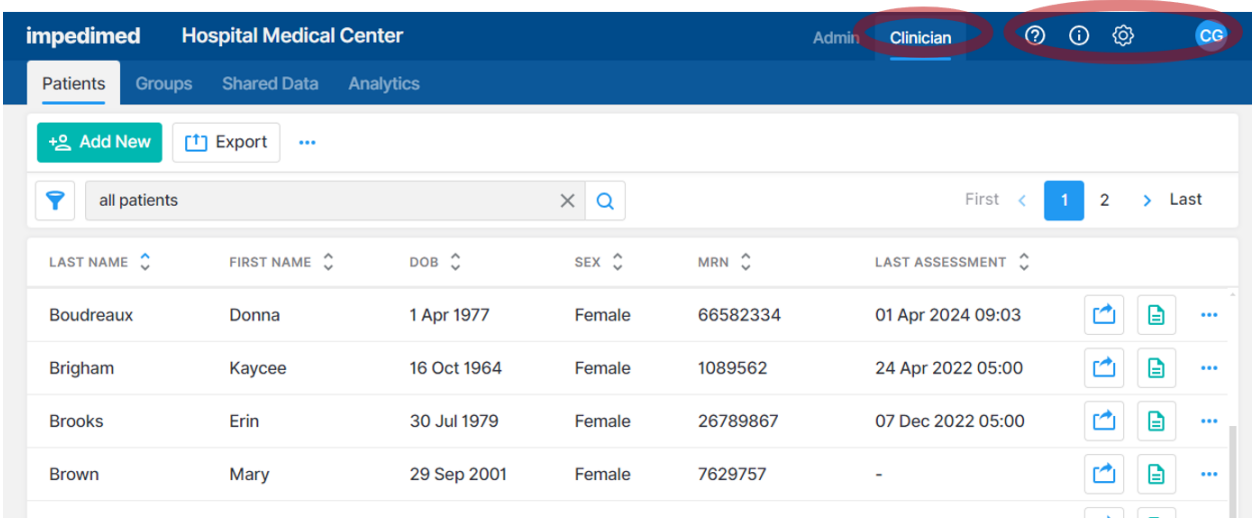 impedimed Hospital Medical Center Admin Clinician CG
Patients Groups Shared Data Analytics
Add New Export
all patients First 1 2 Last
LAST NAME FIRST NAME DOB SEX MRN LAST ASSESSMENT
Boudreaux Donna 1 Apr 1977 Female 66582334 01 Apr 2024 09:03
Brigham Kaycee 16 Oct 1964 Female 1089562 24 Apr 2022 05:00
Brooks Erin 30 Jul 1979 Female 26789867 07 Dec 2022 05:00
Brown Mary 29 Sep 2001 Female 7629757 -